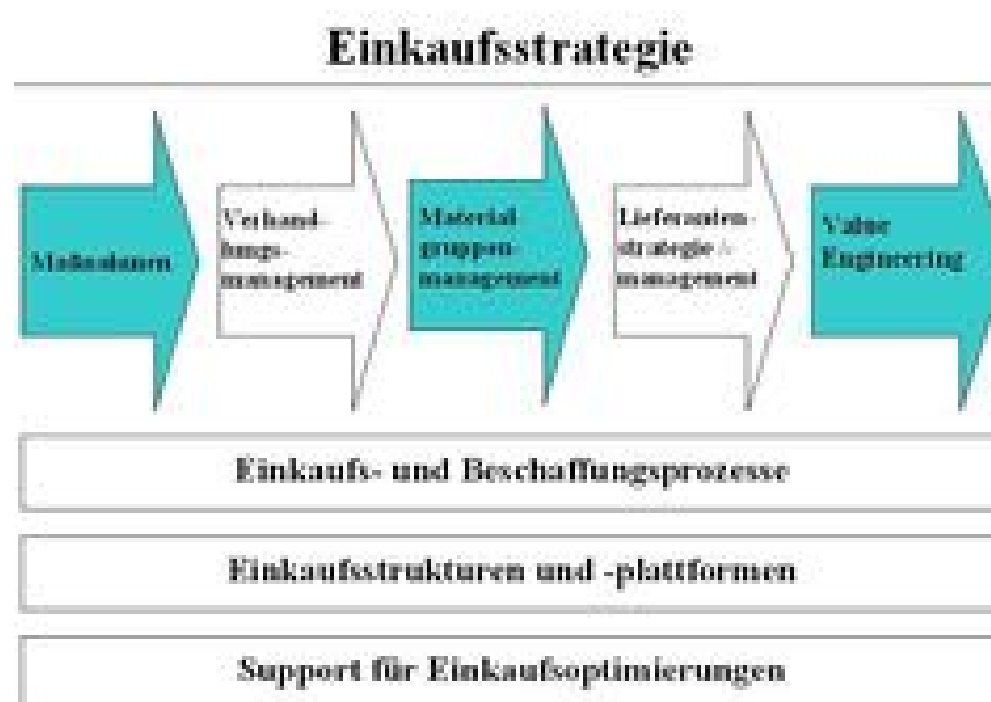 Einkaufsstrategie
Verhand-
lungs-
management
Material
gruppen-
management
Lieferanten-
strategie /-
management
Value
Engineering
Einkaufs- und Beschaffungsprozesse
Einkaufsstrukturen und -plattformen
Support für Einkaufsoptimierungen